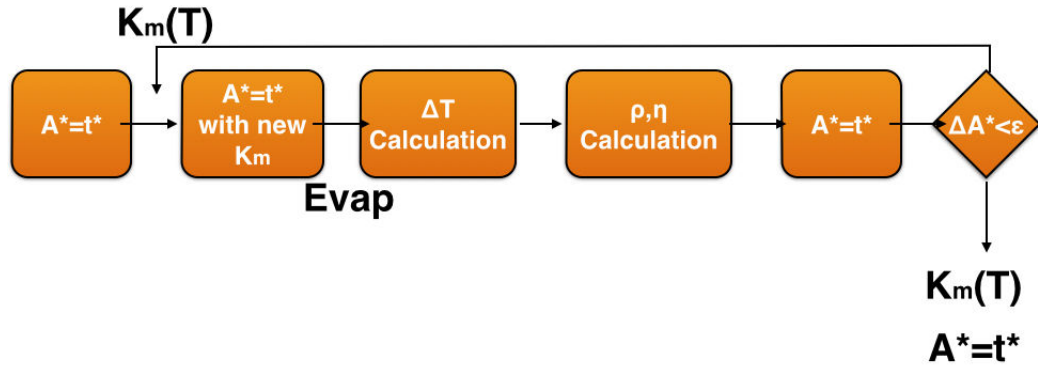 Km(T)
A*=t*
A*=t*
with new
Km
ΔT
Calculation
ρ,η
Calculation
A*=t*
ΔA*<ε
Evap
Km(T)
A*=t*